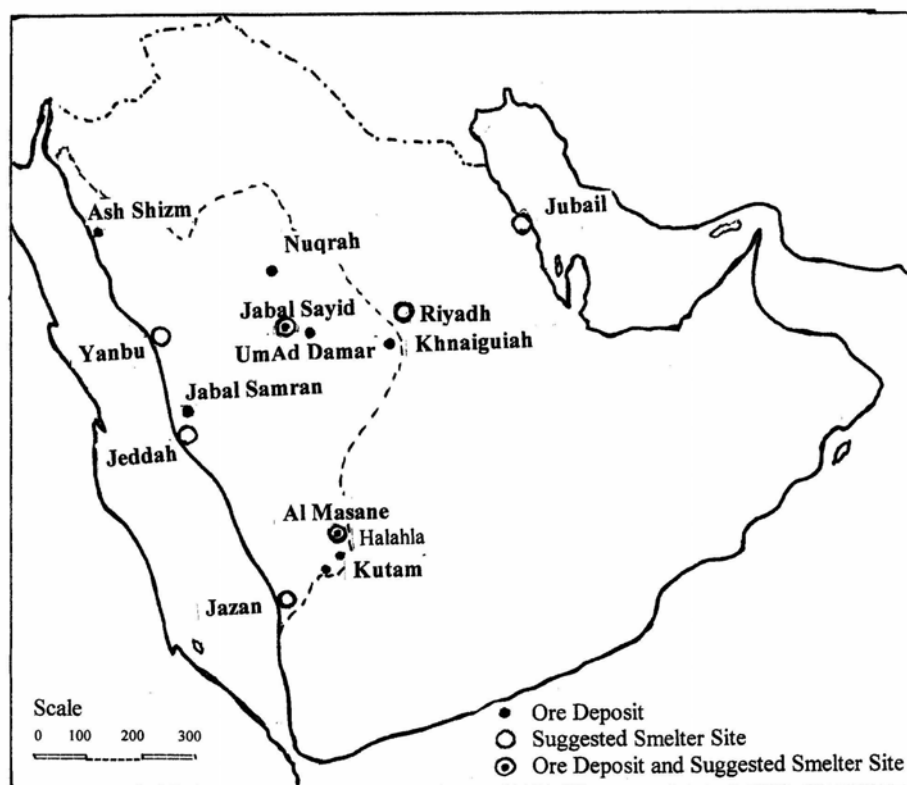 Ash Shizm
Nuqrah
Jubail
Jabal Sayid
Riyadh
UmAd Damar
Khnaiguiah
Yanbu
Jabal Samran
Jeddah
Al Masane
Halahla
Kutam
Jazan
Scale
0 100 200 300
Ore Deposit
Suggested Smelter Site
Ore Deposit and Suggested Smelter Site